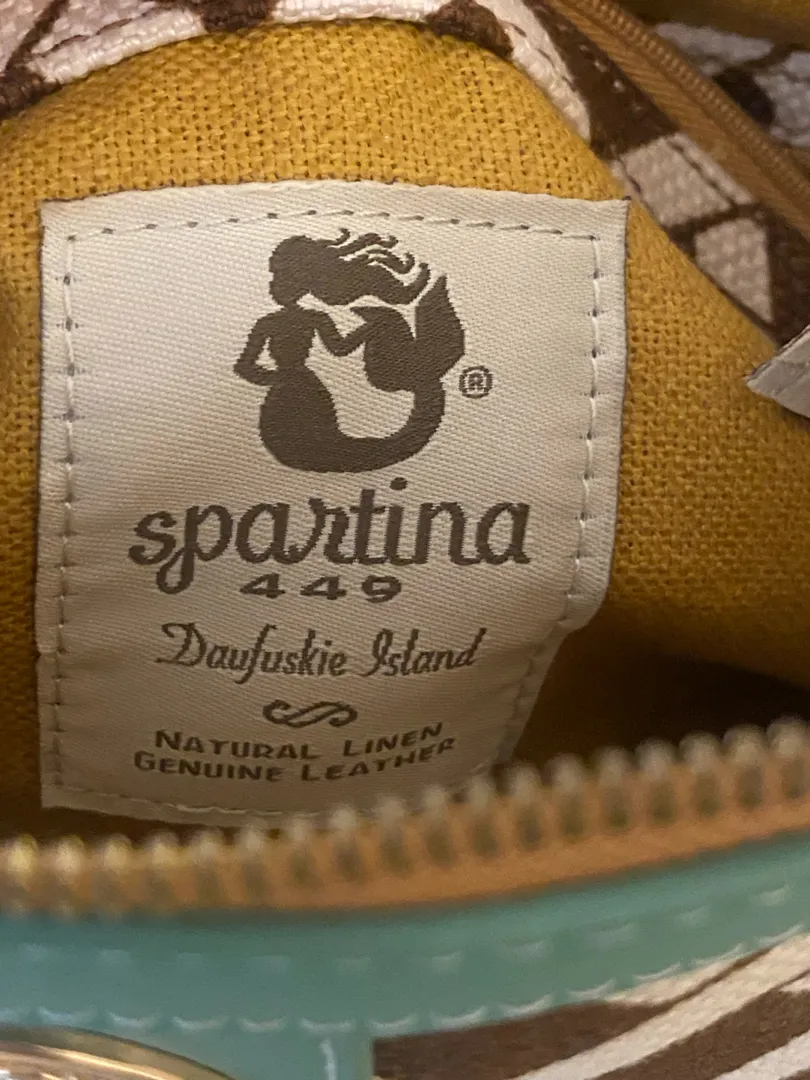 ®
spartina
449
Daufuskie Island
NATURAL LINEN
GENUINE LEATHER